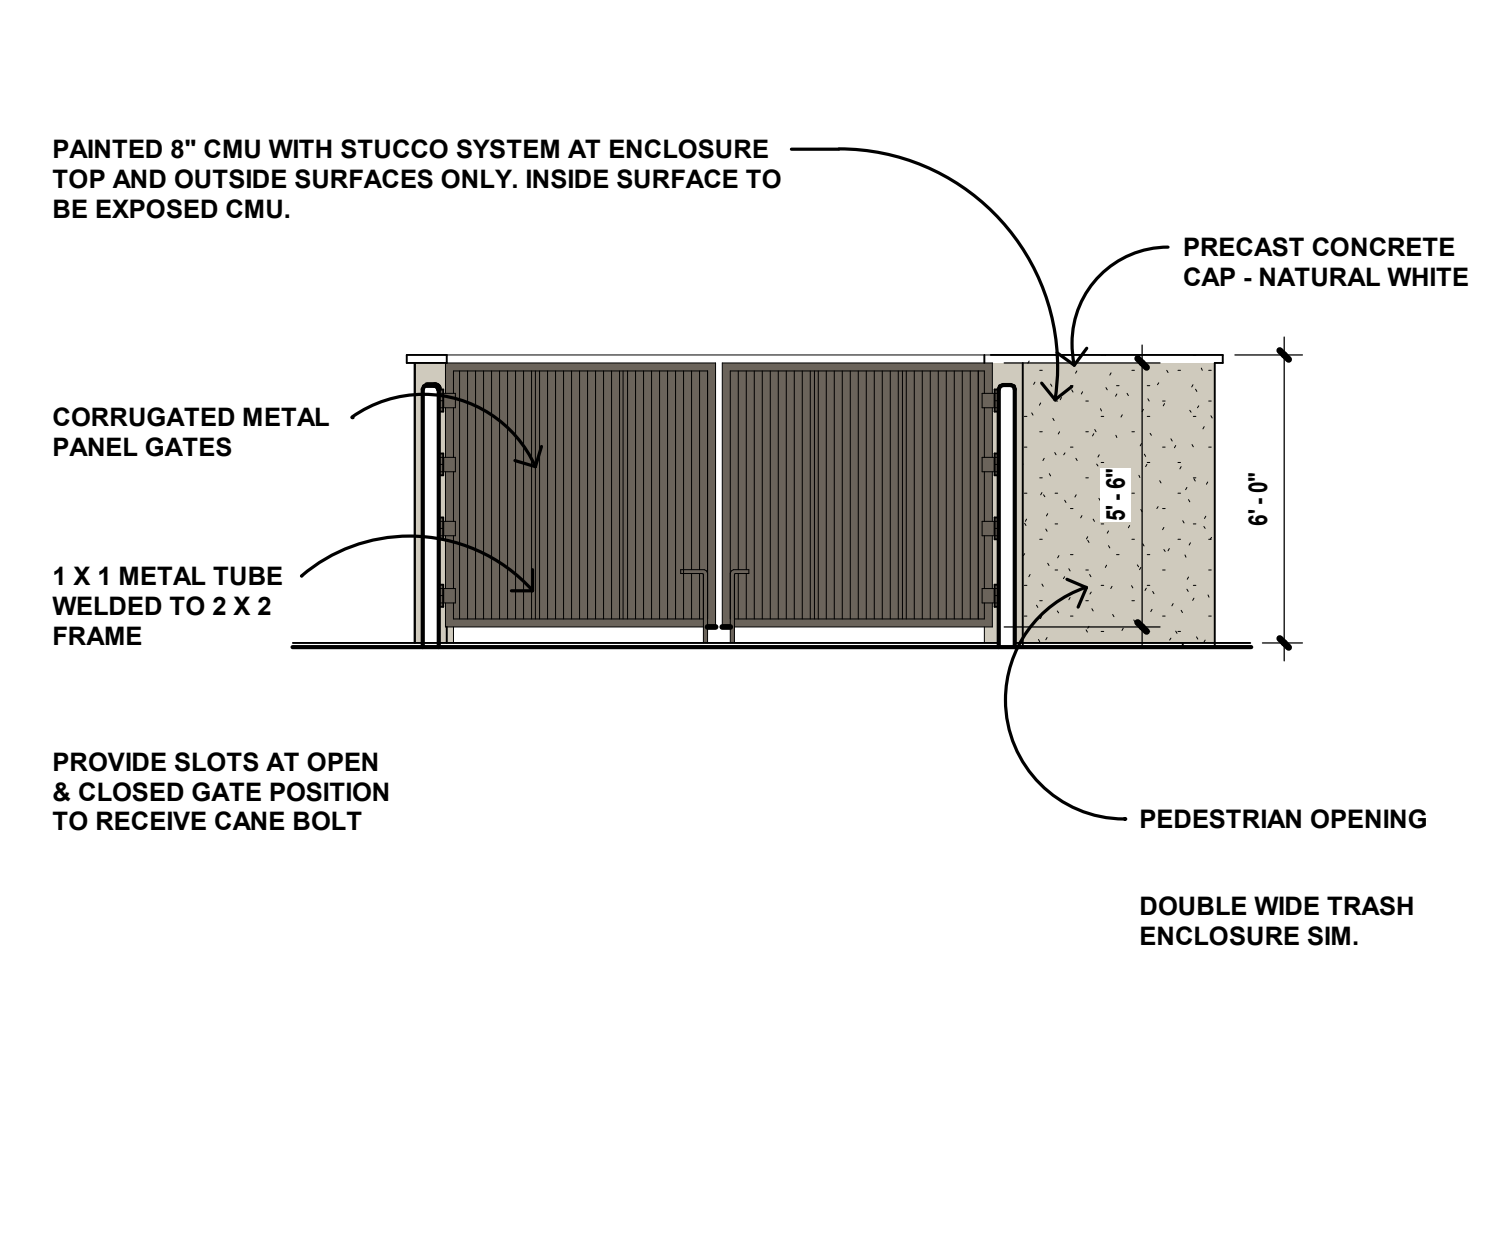 PAINTED 8" CMU WITH STUCCO SYSTEM AT ENCLOSURE
TOP AND OUTSIDE SURFACES ONLY. INSIDE SURFACE TO
BE EXPOSED CMU.
PRECAST CONCRETE
CAP - NATURAL WHITE
CORRUGATED METAL
PANEL GATES
5' - 6"
6' - 0"
1 X 1 METAL TUBE
WELDED TO 2 X 2
FRAME
PROVIDE SLOTS AT OPEN
& CLOSED GATE POSITION
TO RECEIVE CANE BOLT
PEDESTRIAN OPENING
DOUBLE WIDE TRASH
ENCLOSURE SIM.